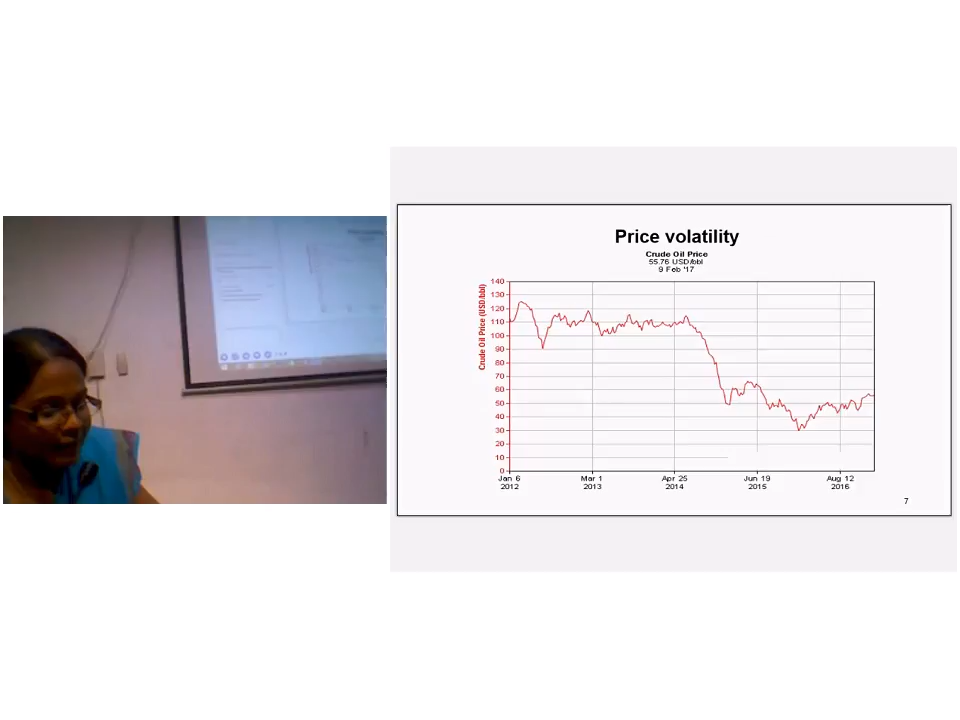 Price volatility
Crude Oil Price
55.76 USD/bbl
9 Feb '17
Crude Oil Price (USD/bbl)
140
130
120
110
100
90
80
70
60
50
40
30
20
10
0
Jan 6 Mar 1 Apr 25 Jun 19 Aug 12
2012 2013 2014 2015 2016
7